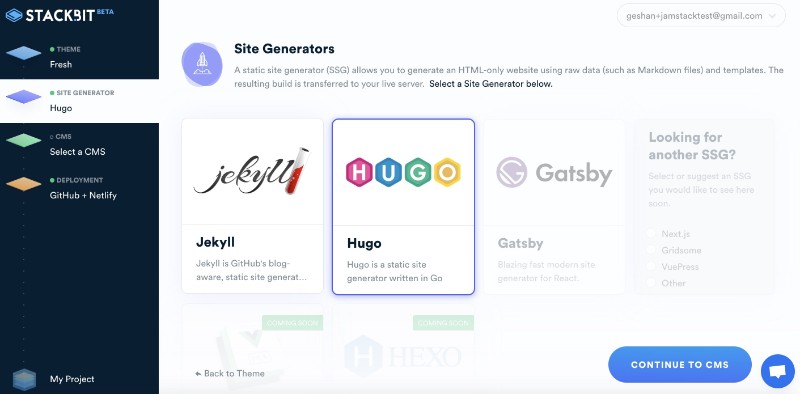 STACKBIT BETA
geshan+jamstacktest@gmail.com
THEME
Fresh
SITE GENERATOR
Hugo
CMS
Select a CMS
DEPLOYMENT
GitHub + Netlify
My Project
Site Generators
A static site generator (SSG) allows you to generate an HTML-only website using raw data (such as Markdown files) and templates. The
resulting build is transferred to your live server. Select a Site Generator below.
jekyll
Jekyll
Jekyll is GitHub's blog-
aware, static site generat...
HUGO
Hugo
Hugo is a static site
generator written in Go
Gatsby
Gatsby
Blazing fast modern site
generator for React.
Looking for
another SSG?
Select or suggest an SSG
you would like to see here
soon.
Next.js
Gridsome
VuePress
Other
COMING SOON
COMING SOON
HEXO
Back to Theme
CONTINUE TO CMS